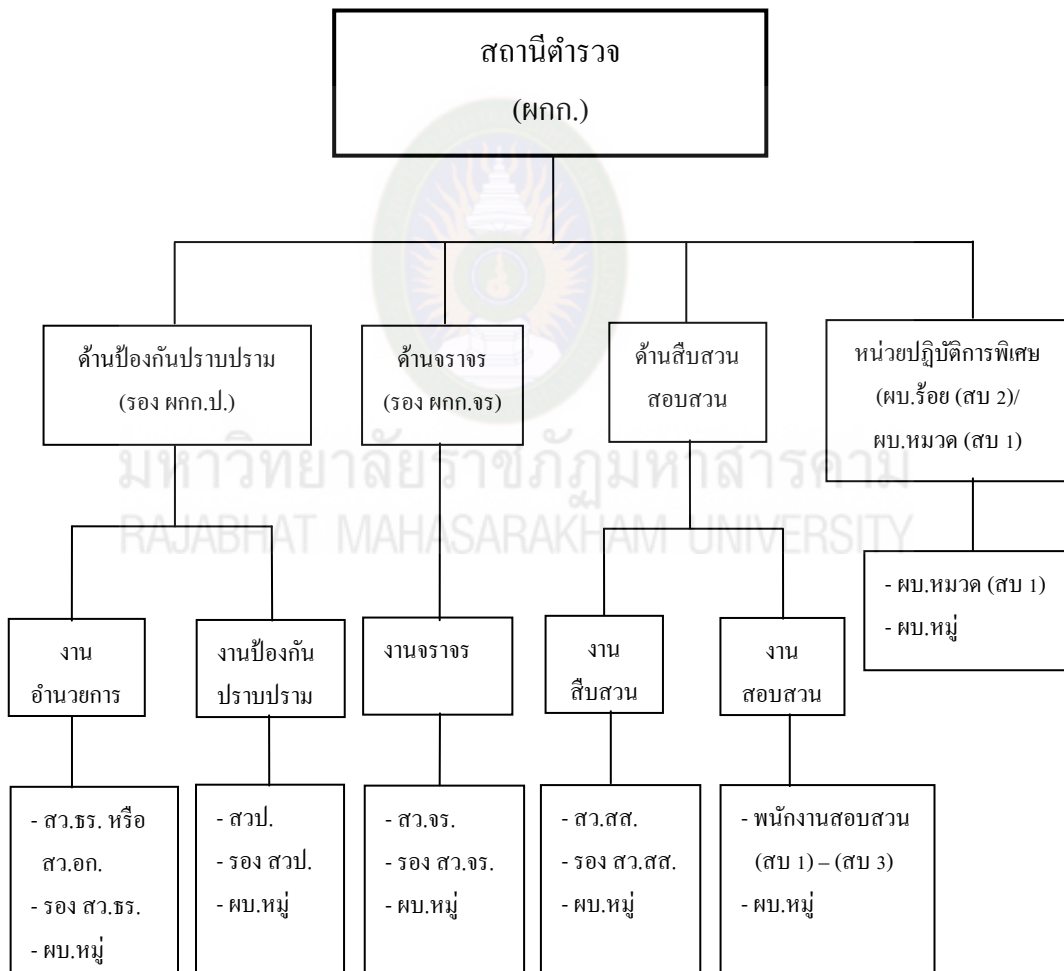 สถานีตำรวจ
(ผกก.)
ด้านป้องกันปราบปราม
(รอง ผกก.ป.)
ด้านจราจร
(รอง ผกก.จร)
ด้านสืบสวน
สอบสวน
หน่วยปฏิบัติการพิเศษ
(ผบ.ร้อย (สบ 2)/
ผบ.หมวด (สบ 1)
มหาวิทยาลัยราชภัฏมหาสารคาม
RAJABHAT MAHASARAKHAM UNIVERSITY
- ผบ.หมวด (สบ 1)
- ผบ.หมู่
งาน
อำนวยการ
งานป้องกัน
ปราบปราม
งานจราจร
งาน
สืบสวน
งาน
สอบสวน
- สว.ธร. หรือ
สว.อก.
- รอง สว.ธร.
- ผบ.หมู่
- สวป.
- รอง สวป.
- ผบ.หมู่
- สว.จร.
- รอง สว.จร.
- ผบ.หมู่
- สว.สส.
- รอง สว.สส.
- ผบ.หมู่
- พนักงานสอบสวน
(สบ 1) – (สบ 3)
- ผบ.หมู่